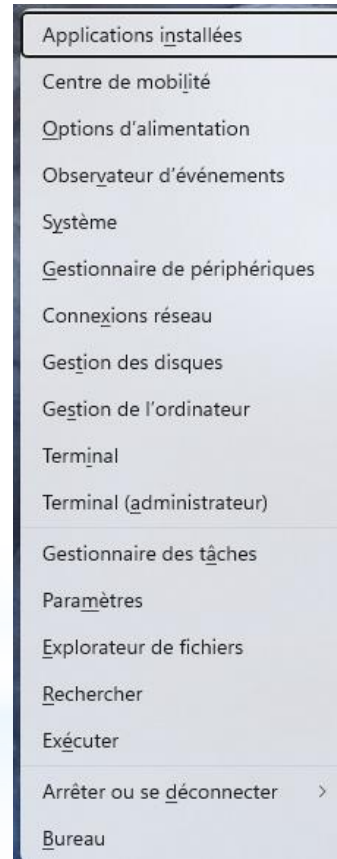 Applications installées
Centre de mobilité
Options d’alimentation
Observateur d’événements
Système
Gestionnaire de périphériques
Connexions réseau
Gestion des disques
Gestion de l’ordinateur
Terminal
Terminal (administrateur)
Gestionnaire des tâches
Paramètres
Explorateur de fichiers
Rechercher
Exécuter
Arrêter ou se déconnecter
Bureau